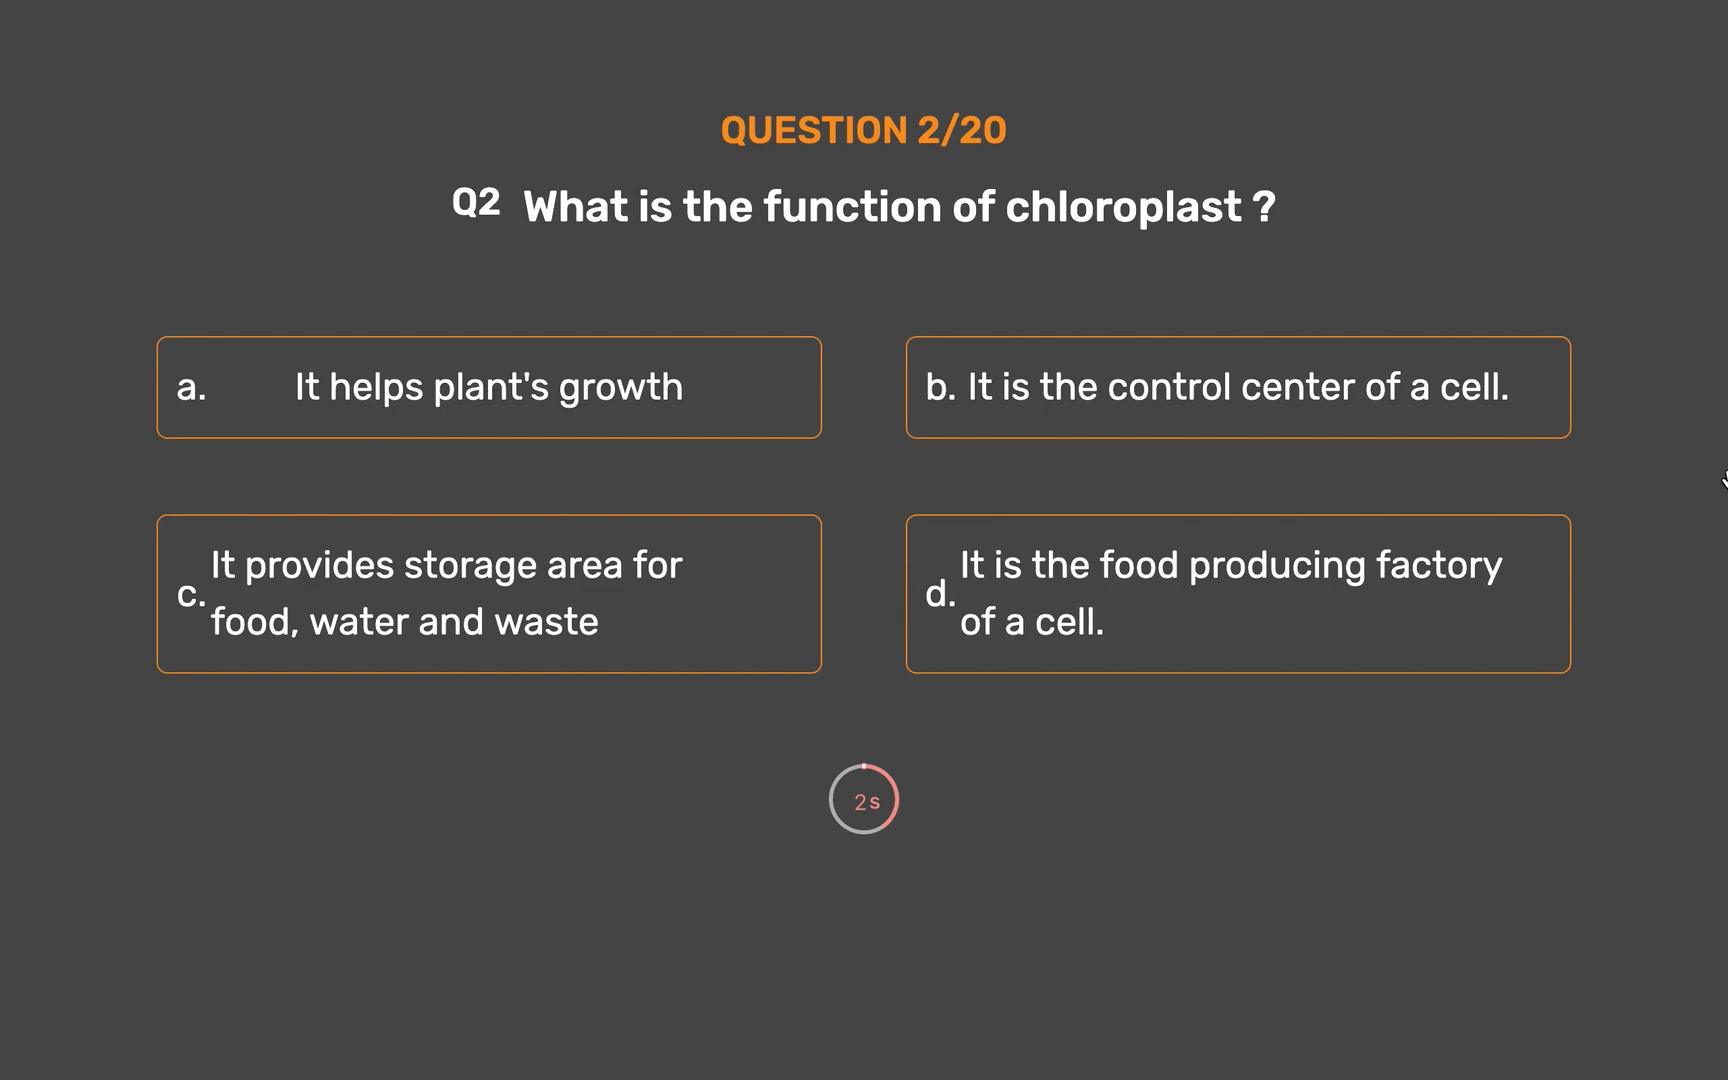 QUESTION 2/20
Q2 What is the function of chloroplast ?
a. It helps plant's growth
b. It is the control center of a cell.
c. It provides storage area for
food, water and waste
d. It is the food producing factory
of a cell.
2s